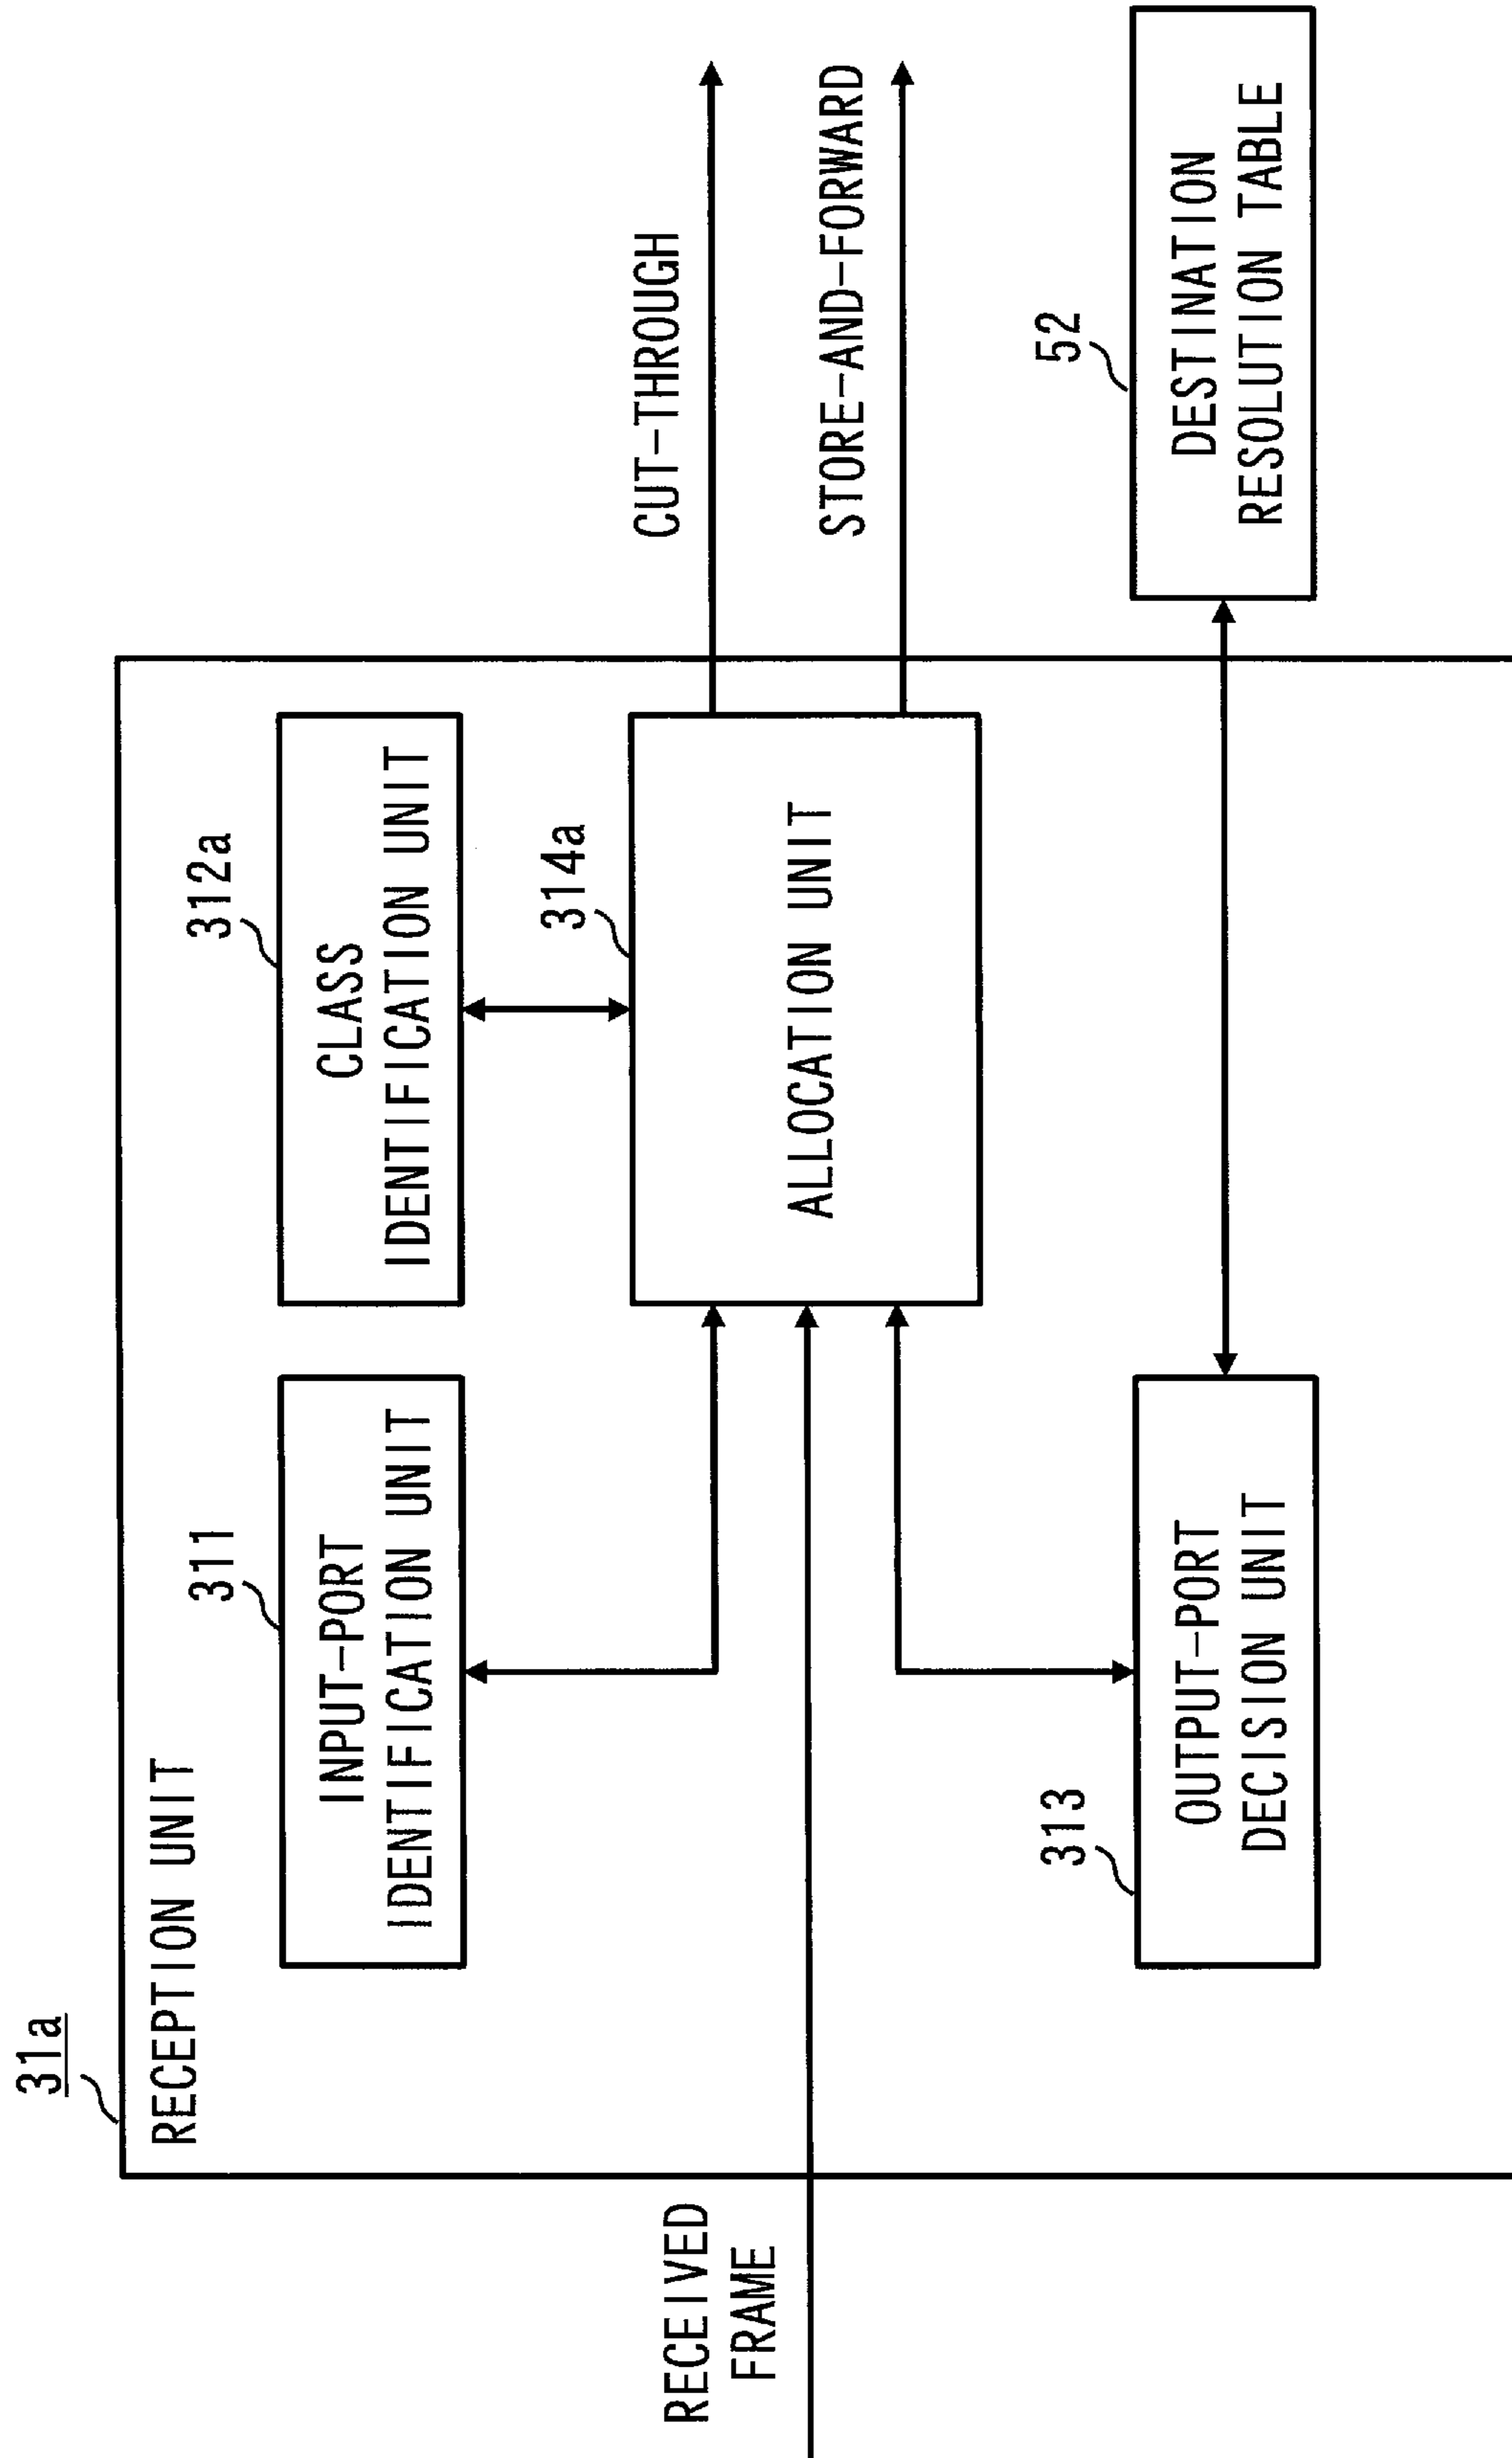 31a
RECEPTION UNIT
311
INPUT-PORT
IDENTIFICATION UNIT
312a
CLASS
IDENTIFICATION UNIT
RECEIVED
FRAME
314a
ALLOCATION UNIT
CUT-THROUGH
STORE-AND-FORWARD
313
OUTPUT-PORT
DECISION UNIT
52
DESTINATION
RESOLUTION TABLE